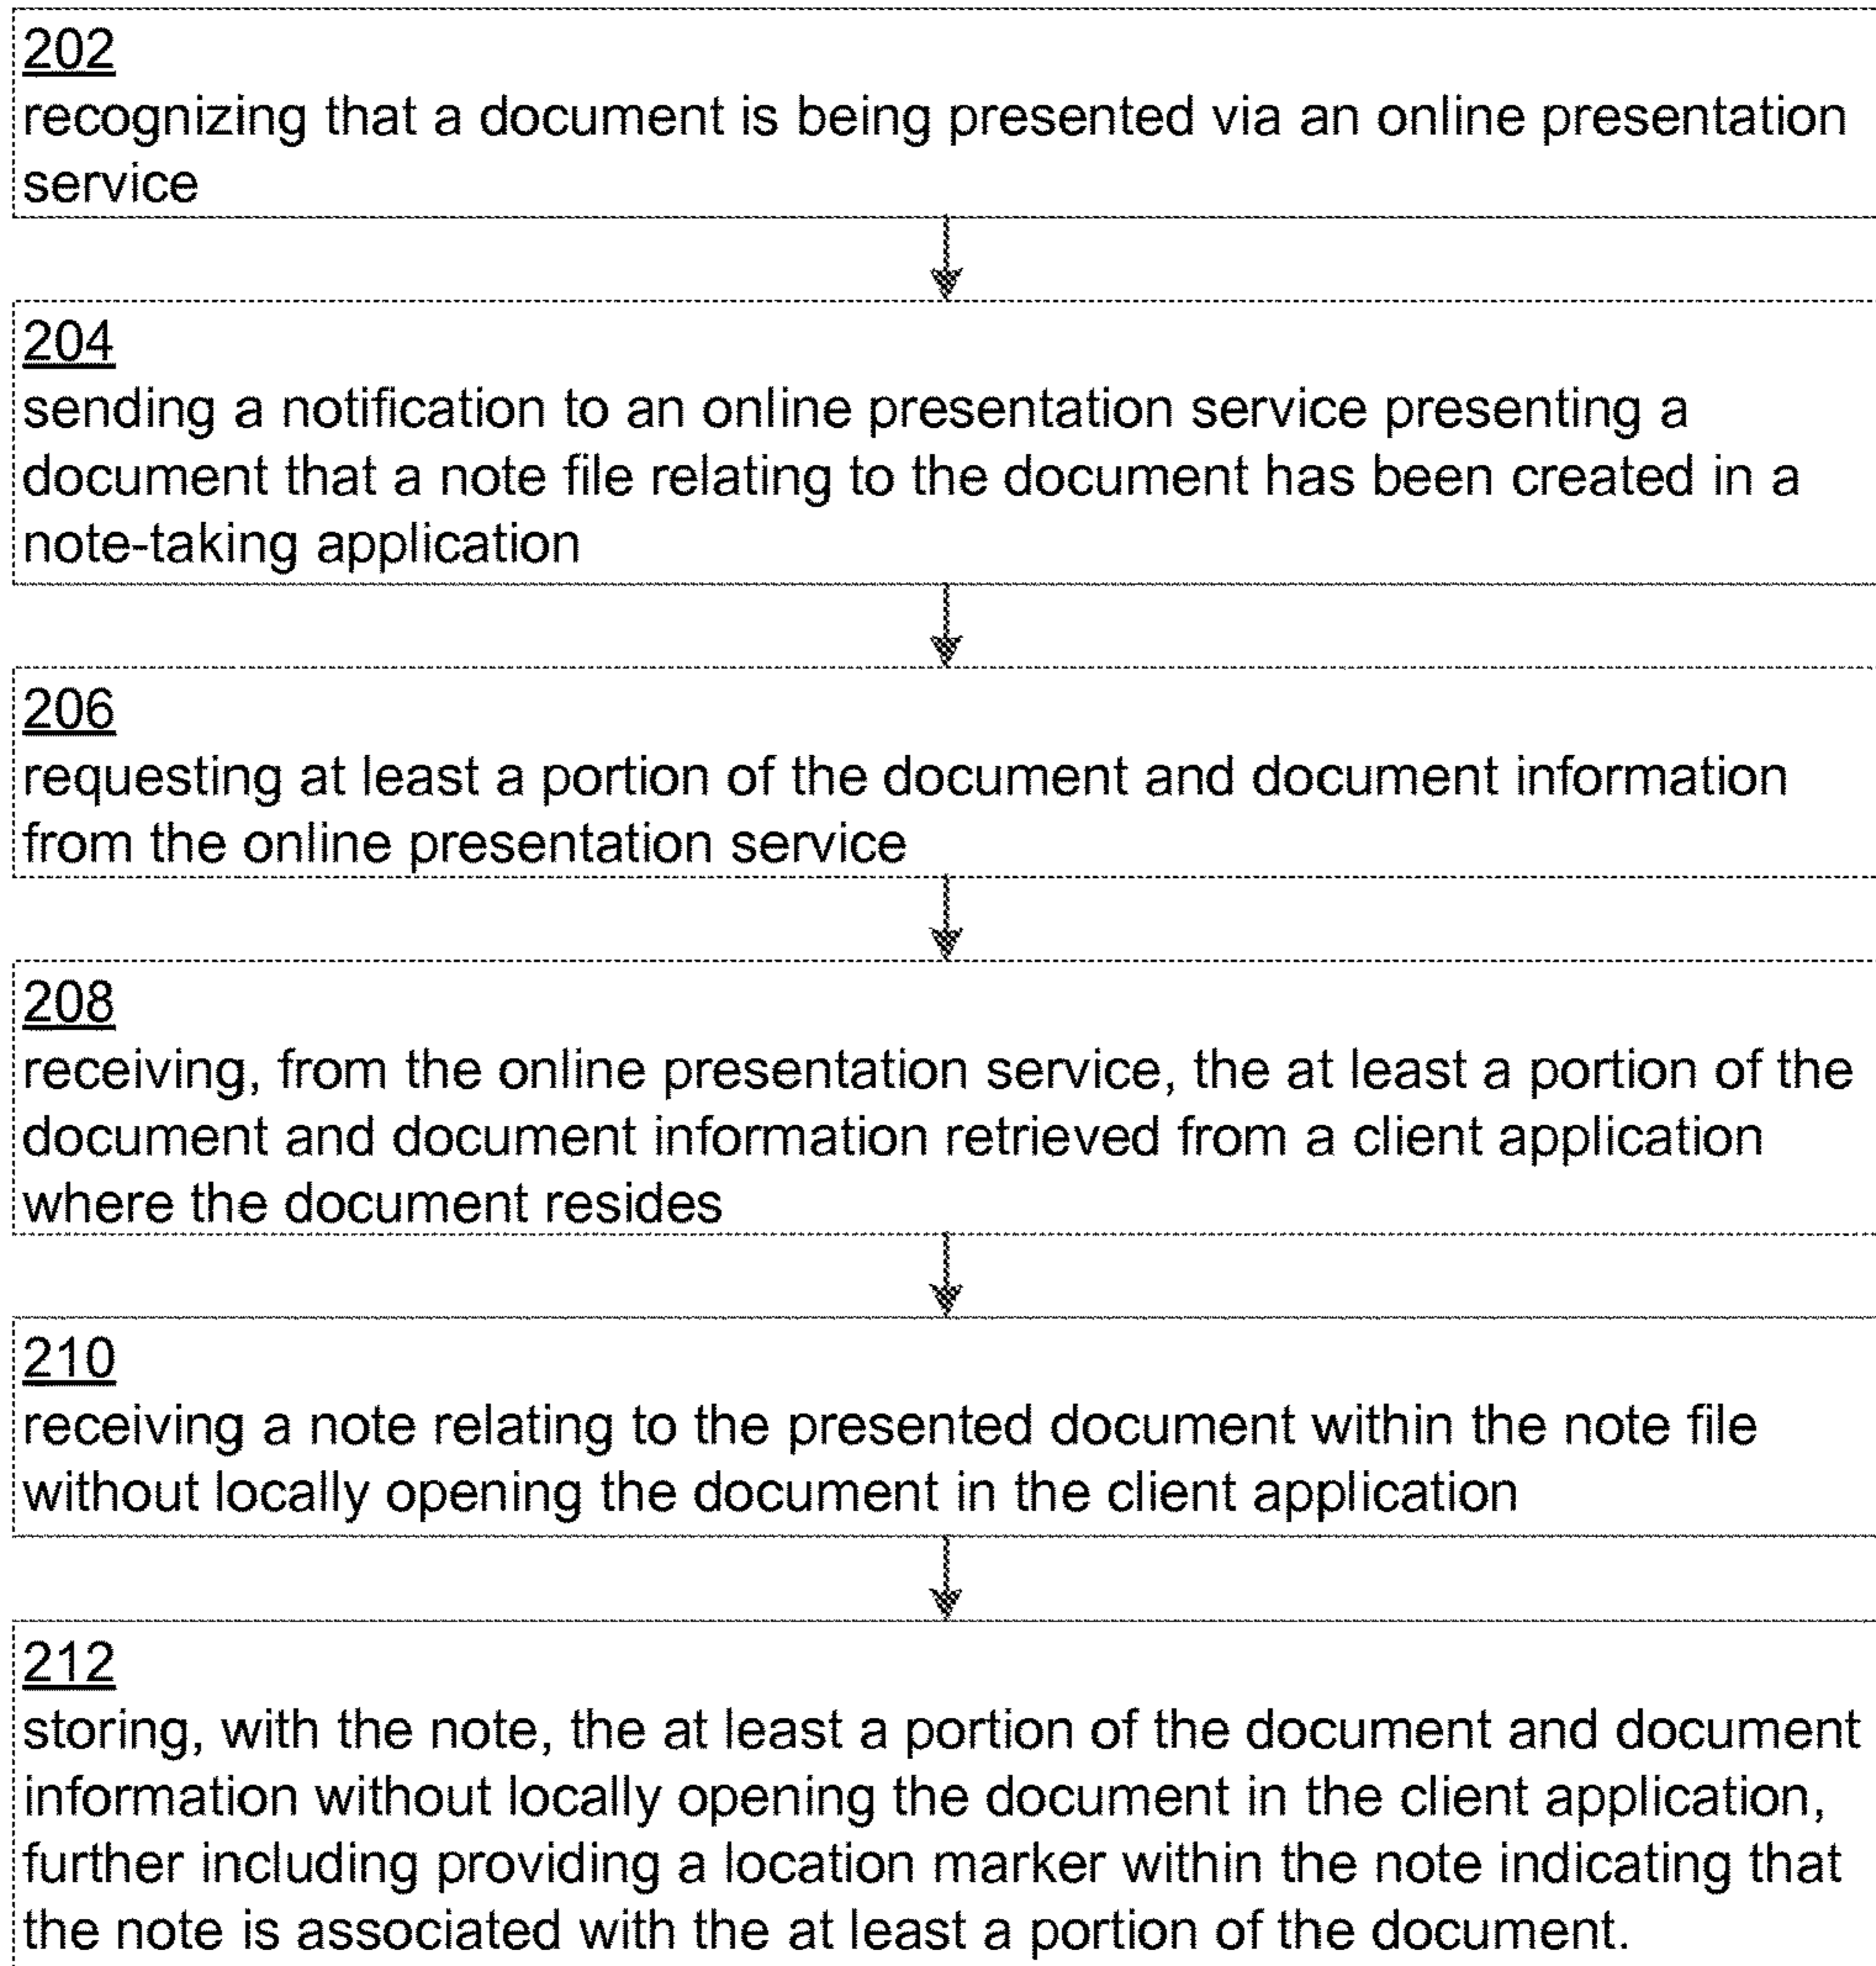 202
recognizing that a document is being presented via an online presentation
service
204
sending a notification to an online presentation service presenting a
document that a note file relating to the document has been created in a
note-taking application
206
requesting at least a portion of the document and document information
from the online presentation service
208
receiving, from the online presentation service, the at least a portion of the
document and document information retrieved from a client application
where the document resides
210
receiving a note relating to the presented document within the note file
without locally opening the document in the client application
212
storing, with the note, the at least a portion of the document and document
information without locally opening the document in the client application,
further including providing a location marker within the note indicating that
the note is associated with the at least a portion of the document.